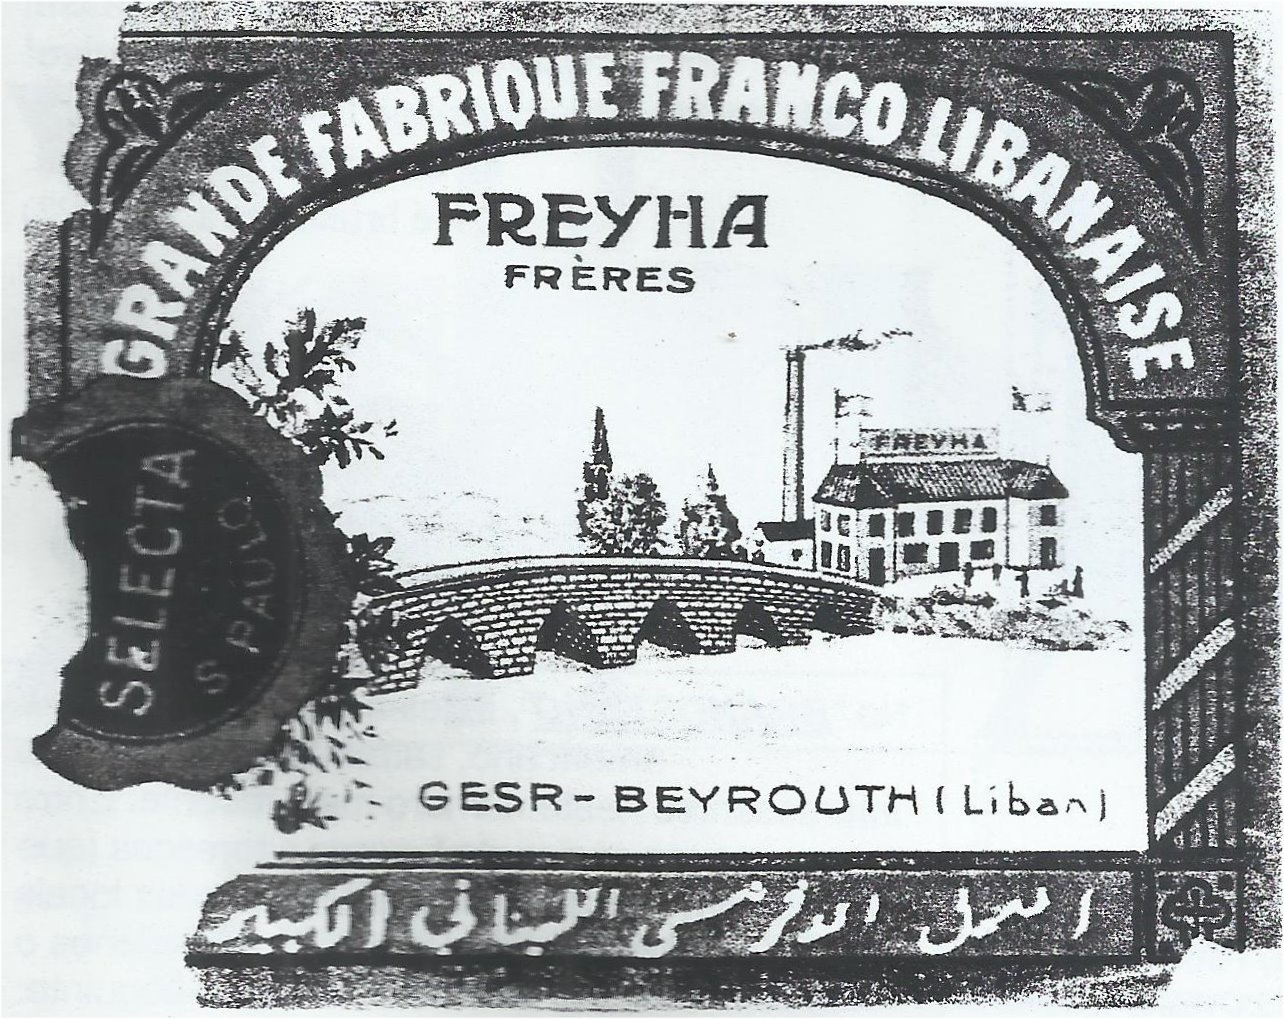 GRANDE FABRIQUE FRANCO LIBANAISE
FREYHA
FRÈRES
FREYHA
SELECTA
S PAULO
GESR - BEYROUTH (Liban)
المعمل الافرنسي اللبناني الكبير